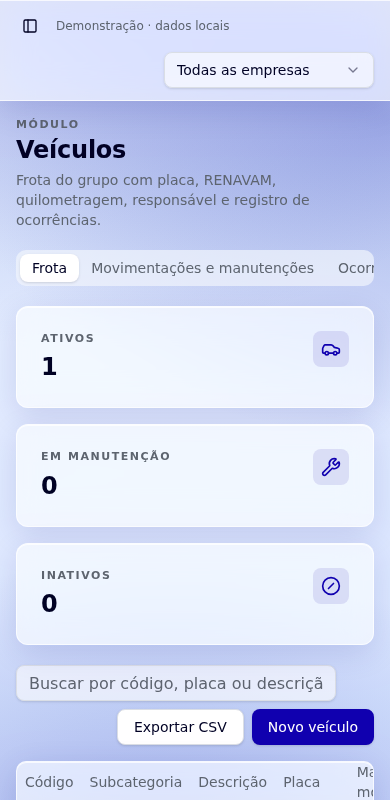 Demonstração · dados locais
Todas as empresas
MÓDULO
Veículos
Frota do grupo com placa, RENAVAM,
quilometragem, responsável e registro de
ocorrências.
Frota Movimentações e manutenções
ATIVOS
1
EM MANUTENÇÃO
0
INATIVOS
0
Buscar por código, placa ou descriçã
Exportar CSV Novo veículo
Código Subcategoria Descrição Placa